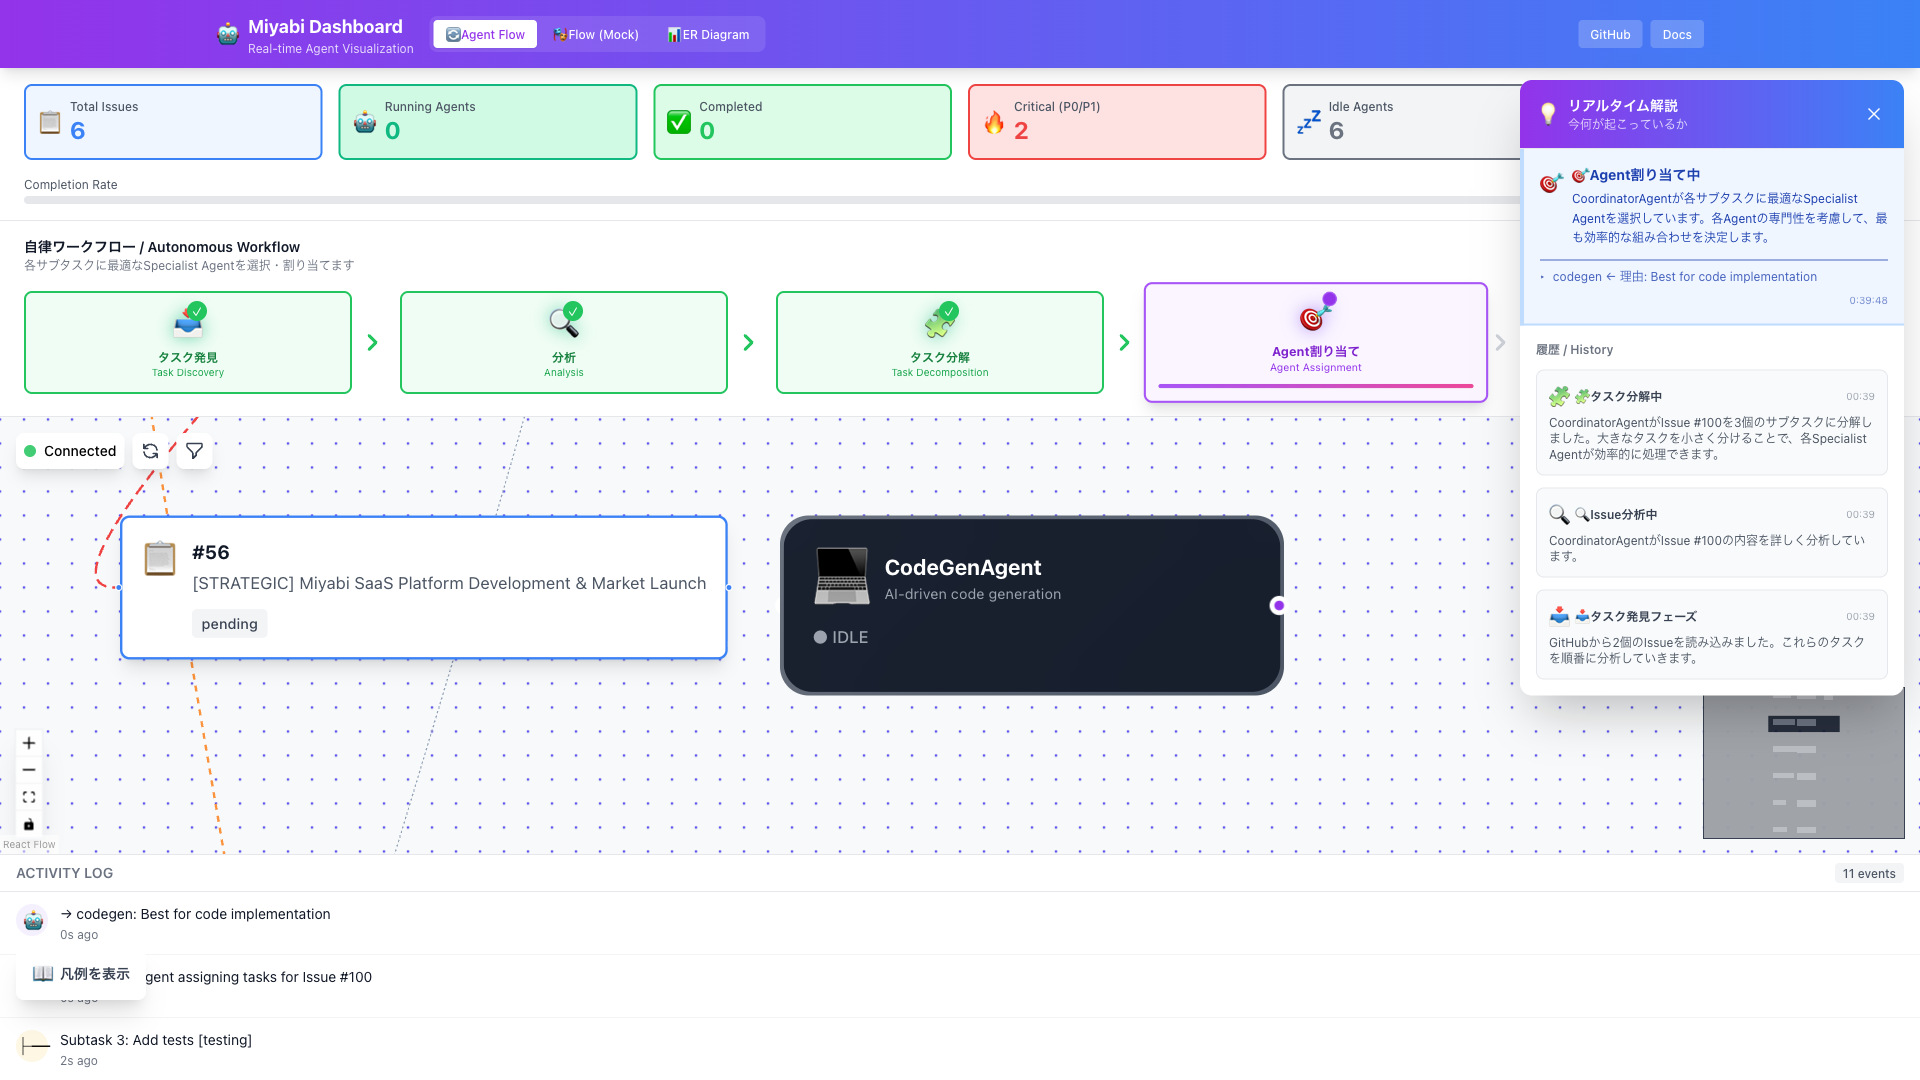 Miyabi Dashboard
Real-time Agent Visualization
Agent Flow
Flow (Mock)
ER Diagram
GitHub
Docs
Total Issues
6
Running Agents
0
Completed
0
Critical (P0/P1)
2
Idle Agents
6
Completion Rate
自律ワークフロー / Autonomous Workflow
各サブタスクに最適なSpecialist Agentを選択・割り当てます
タスク発見
Task Discovery
分析
Analysis
タスク分解
Task Decomposition
Agent割り当て
Agent Assignment
Connected
#56
[STRATEGIC] Miyabi SaaS Platform Development & Market Launch
pending
CodeGenAgent
AI-driven code generation
IDLE
React Flow
リアルタイム解説
今何が起こっているか
Agent割り当て中
CoordinatorAgentが各サブタスクに最適なSpecialist
Agentを選択しています。各Agentの専門性を考慮して、最
も効率的な組み合わせを決定します。
codegen ← 理由: Best for code implementation
0:39:48
履歴 / History
タスク分解中
00:39
CoordinatorAgentがIssue #100を3個のサブタスクに分解し
ました。大きなタスクを小さく分けることで、各Specialist
Agentが効率的に処理できます。
Issue分析中
00:39
CoordinatorAgentがIssue #100の内容を詳しく分析してい
ます。
タスク発見フェーズ
00:39
GitHubから2個のIssueを読み込みました。これらのタスク
を順番に分析していきます。
ACTIVITY LOG
11 events
→ codegen: Best for code implementation
0s ago
凡例を表示
gent assigning tasks for Issue #100
Subtask 3: Add tests [testing]
2s ago